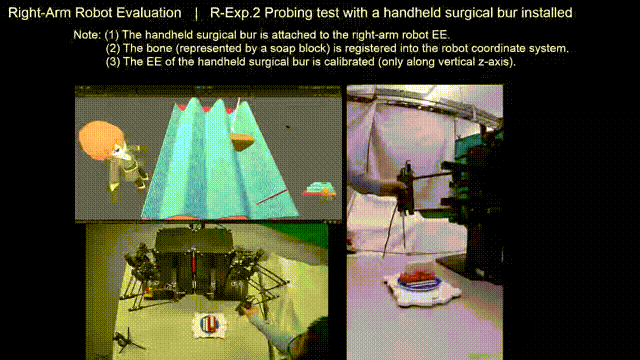 Right-Arm Robot Evaluation | R-Exp.2 Probing test with a handheld surgical bur installed
Note: (1) The handheld surgical bur is attached to the right-arm robot EE.
(2) The bone (represented by a soap block) is registered into the robot coordinate system.
(3) The EE of the handheld surgical bur is calibrated (only along vertical z-axis).